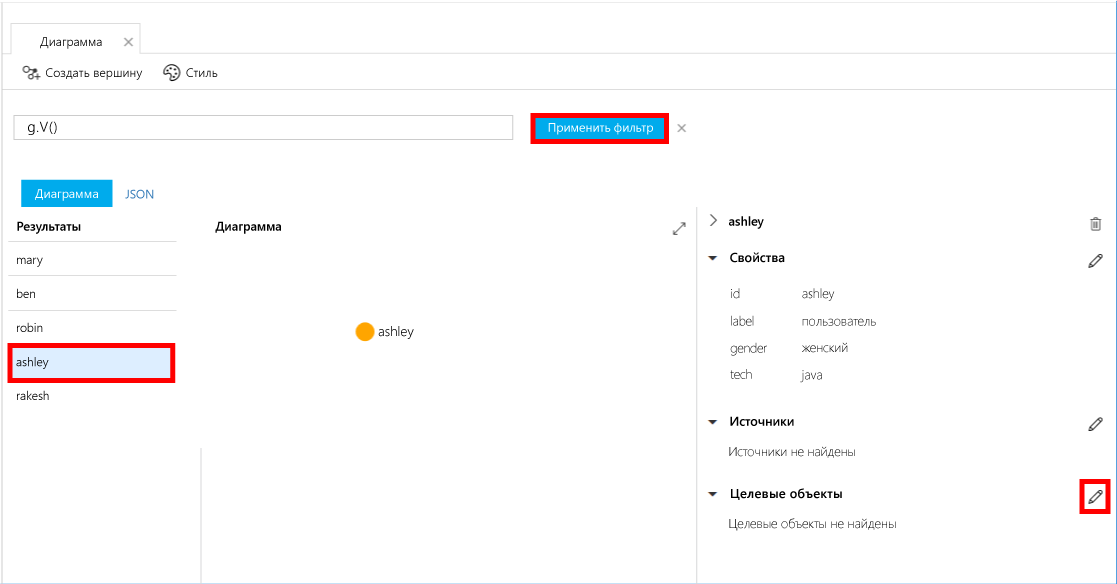 Диаграмма
Создать вершину Стиль
g.V() Применить фильтр
Диаграмма JSON
Результаты
mary
ben
robin
ashley
rakesh
Диаграмма
ashley
ashley
Свойства
id ashley
label пользователь
gender женский
tech java
Источники
Источники не найдены
Целевые объекты
Целевые объекты не найдены